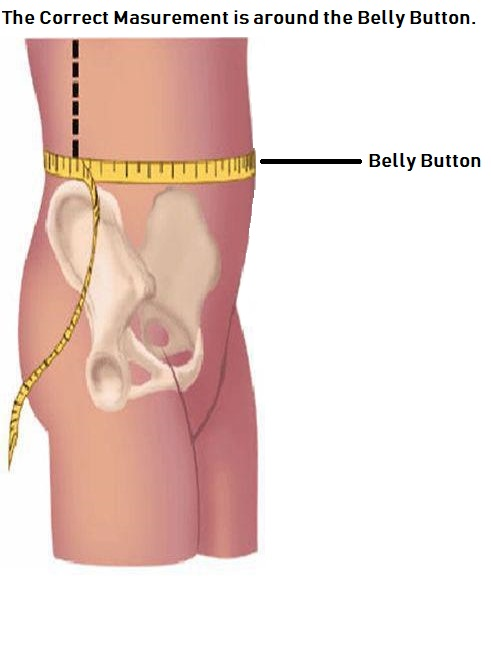 The Correct Masurement is around the Belly Button.
Belly Button